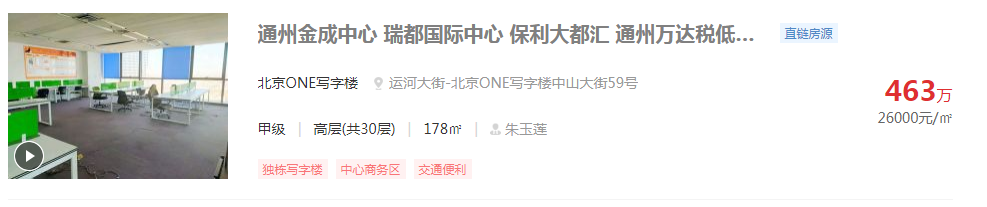 通州金成中心 瑞都国际中心 保利大都汇 通州万达税低...
直链房源
北京ONE写字楼 运河大街-北京ONE写字楼中山大街59号
463万
26000元/㎡
甲级 | 高层(共30层) | 178㎡ | 朱玉莲
独栋写字楼 中心商务区 交通便利